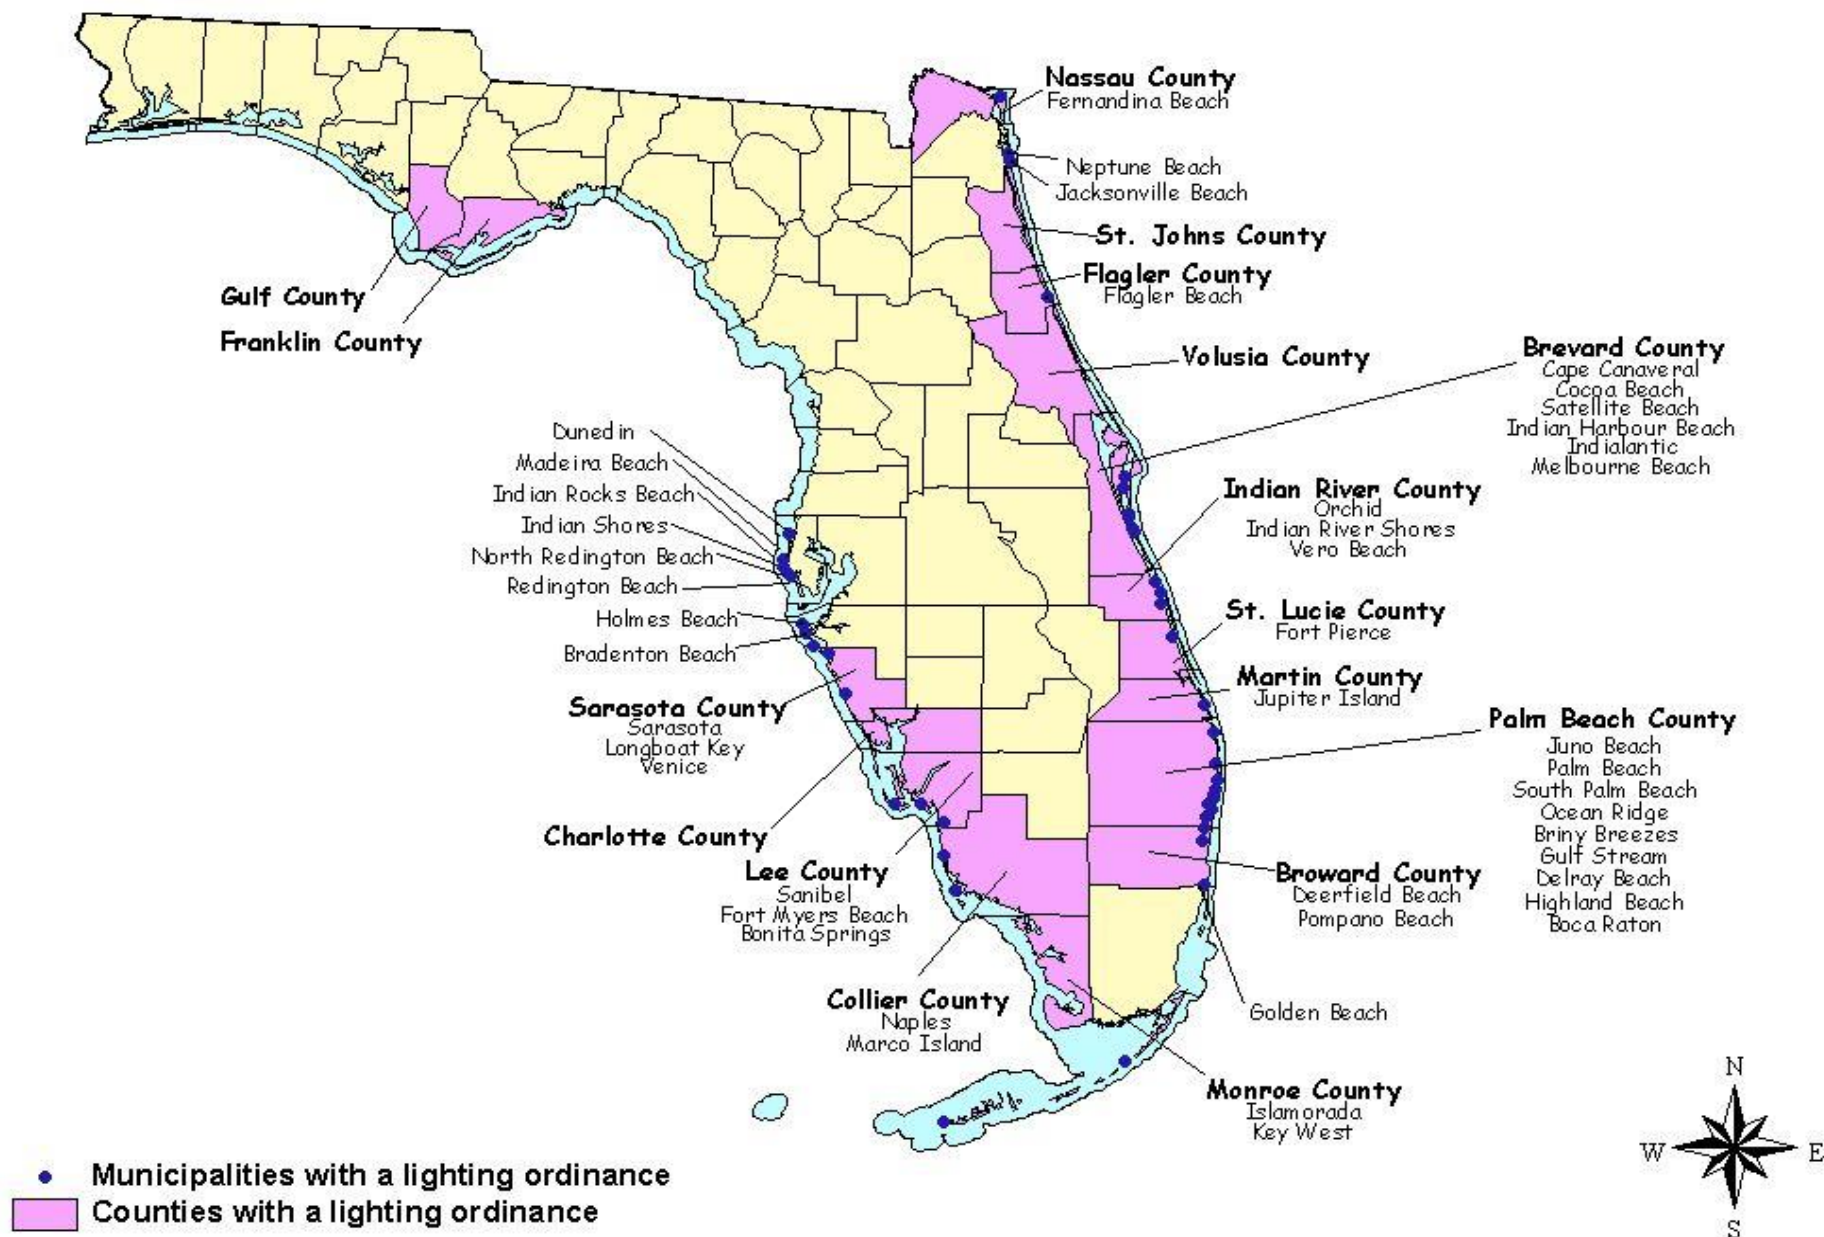 Nassau County
Fernandina Beach
Neptune Beach
Jacksonville Beach
St. Johns County
Flagler County
Flagler Beach
Volusia County
Brevard County
Cape Canaveral
Cocoa Beach
Satellite Beach
Indian Harbour Beach
Indialantic
Melbourne Beach
Indian River County
Orchid
Indian River Shores
Vero Beach
St. Lucie County
Fort Pierce
Martin County
Jupiter Island
Palm Beach County
Juno Beach
Palm Beach
South Palm Beach
Ocean Ridge
Briny Breezes
Gulf Stream
Delray Beach
Highland Beach
Boca Raton
Broward County
Deerfield Beach
Pompano Beach
Golden Beach
Monroe County
Islamorada
Key West
Gulf County
Franklin County
Dunedin
Madeira Beach
Indian Rocks Beach
Indian Shores
North Redington Beach
Redington Beach
Holmes Beach
Bradenton Beach
Sarasota County
Sarasota
Longboat Key
Venice
Charlotte County
Lee County
Sanibel
Fort Myers Beach
Bonita Springs
Collier County
Naples
Marco Island
Municipalities with a lighting ordinance
Counties with a lighting ordinance
N
W
E
S